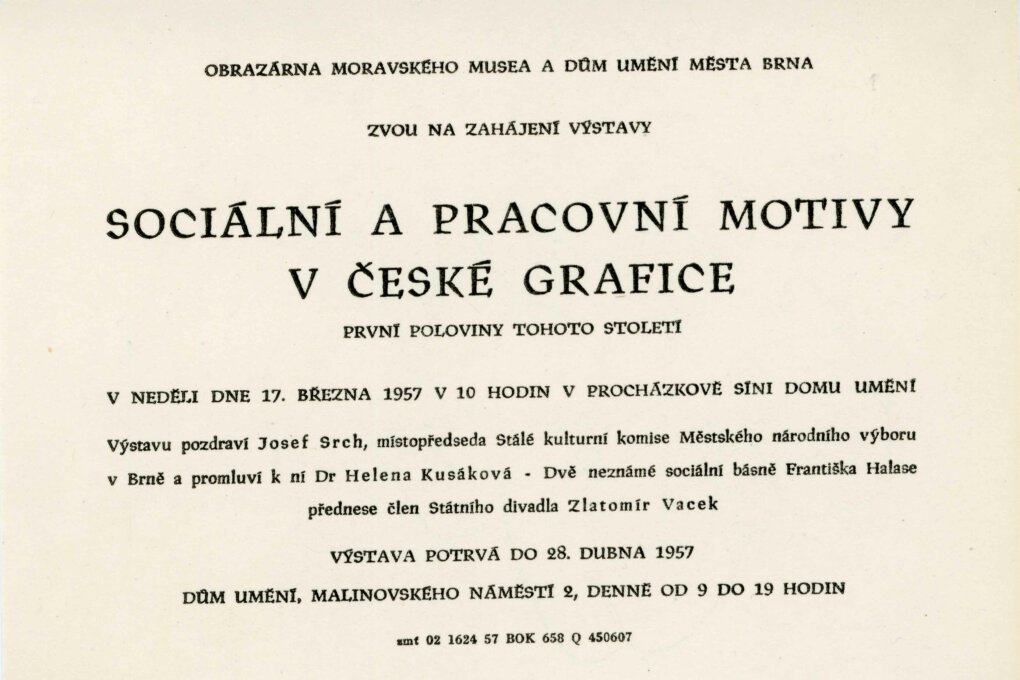 OBRAZÁRNA MORAVSKÉHO MUSEA A DŮM UMĚNÍ MĚSTA BRNA
ZVOU NA ZAHÁJENÍ VÝSTAVY
SOCIÁLNÍ A PRACOVNÍ MOTIVY
V ČESKÉ GRAFICE
PRVNÍ POLOVINY TOHOTO STOLETÍ
V NEDĚLI DNE 17. BŘEZNA 1957 V 10 HODIN V PROCHÁZKOVĚ SÍNI DOMU UMĚNÍ
Výstavu pozdraví Josef Srch, místopředseda Stálé kulturní komise Městského národního výboru
v Brně a promluví k ní Dr Helena Kusáková - Dvě neznámé sociální básně Františka Halase
přednese člen Státního divadla Zlatomír Vacek
VÝSTAVA POTRVÁ DO 28. DUBNA 1957
DŮM UMĚNÍ, MALINOVSKÉHO NÁMĚSTÍ 2, DENNĚ OD 9 DO 19 HODIN
smt 02 1624 57 BOK 658 Q 450607